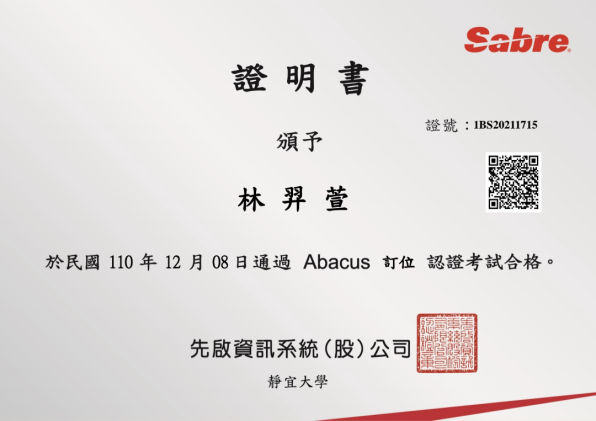 Sabre
證明書
證號：1BS20211715
頒予
林羿萱
於民國 110 年 12 月 08 日通過 Abacus 訂位 認證考試合格。
先啟資訊系統(股)公司
靜宜大學